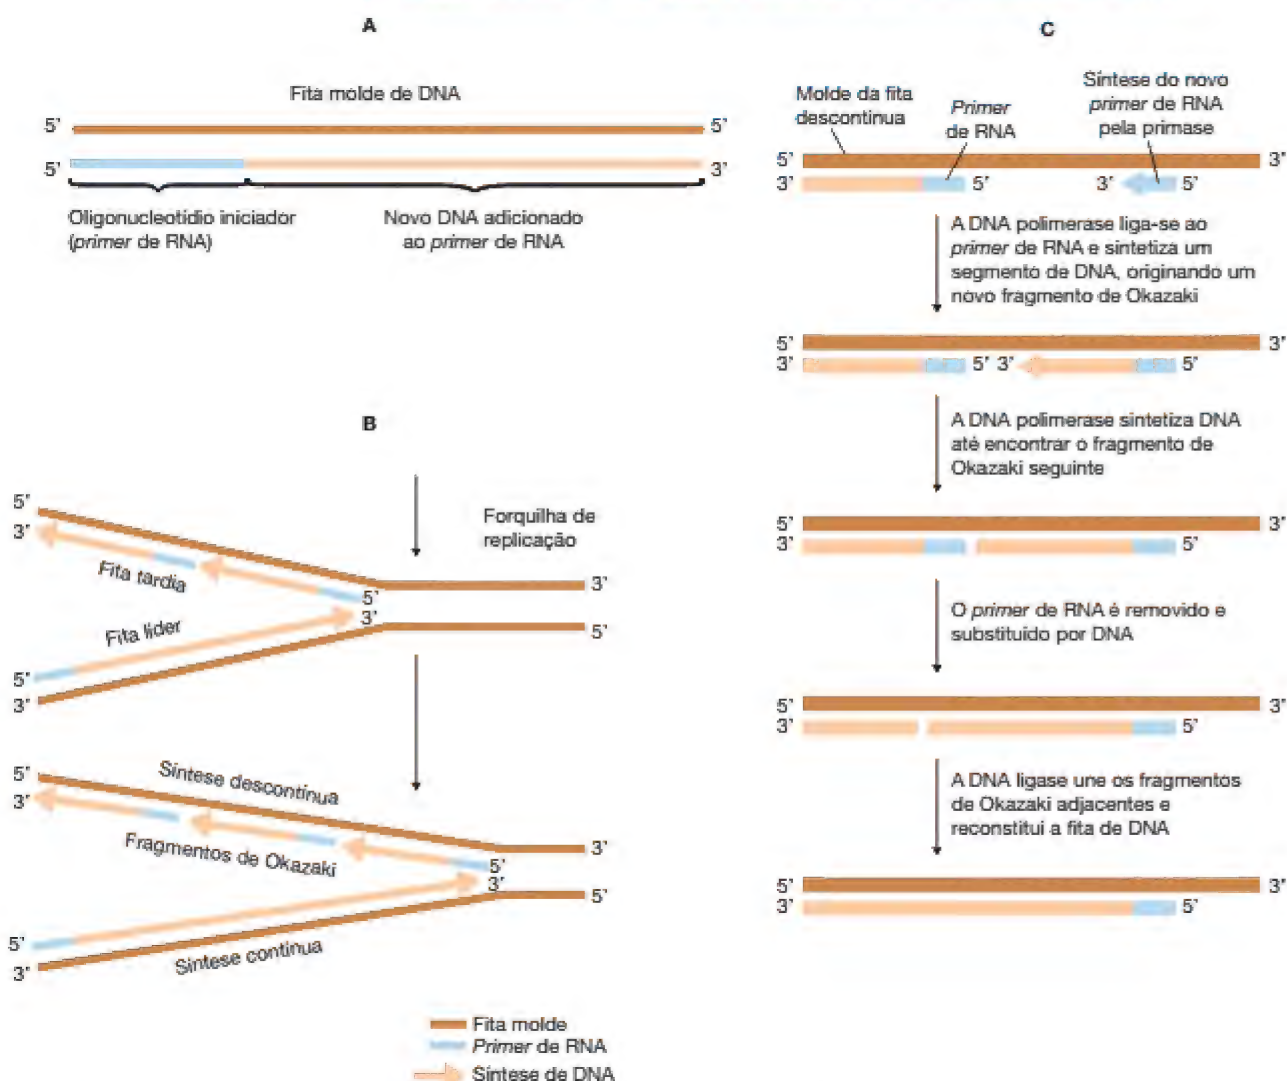 A
Fita molde de DNA
5' 5'
5' 3'
Oligonucleotídio iniciador
(primer de RNA)
Novo DNA adicionado
ao primer de RNA
B
Forquilha de
replicação
5'
3'
Fita tardia
3'
5'
3'
Fita líder
5'
5'
3'
5'
3'
Síntese descontínua
Fragmentos de Okazaki
3'
5'
3'
5'
5'
3'
Síntese contínua
Fita molde
Primer de RNA
Síntese de DNA
C
Molde da fita
descontínua
Primer
de RNA
Síntese do novo
primer de RNA
pela primase
5' 3'
3' 5' 3' 5'
A DNA polimerase liga-se ao
primer de RNA e sintetiza um
segmento de DNA, originando um
novo fragmento de Okazaki
5' 3'
3' 5' 3' 5'
A DNA polimerase sintetiza DNA
até encontrar o fragmento de
Okazaki seguinte
5' 3'
3' 5'
O primer de RNA é removido e
substituído por DNA
5' 3'
3' 5'
A DNA ligase une os fragmentos
de Okazaki adjacentes e
reconstitui a fita de DNA
5' 3'
3' 5'